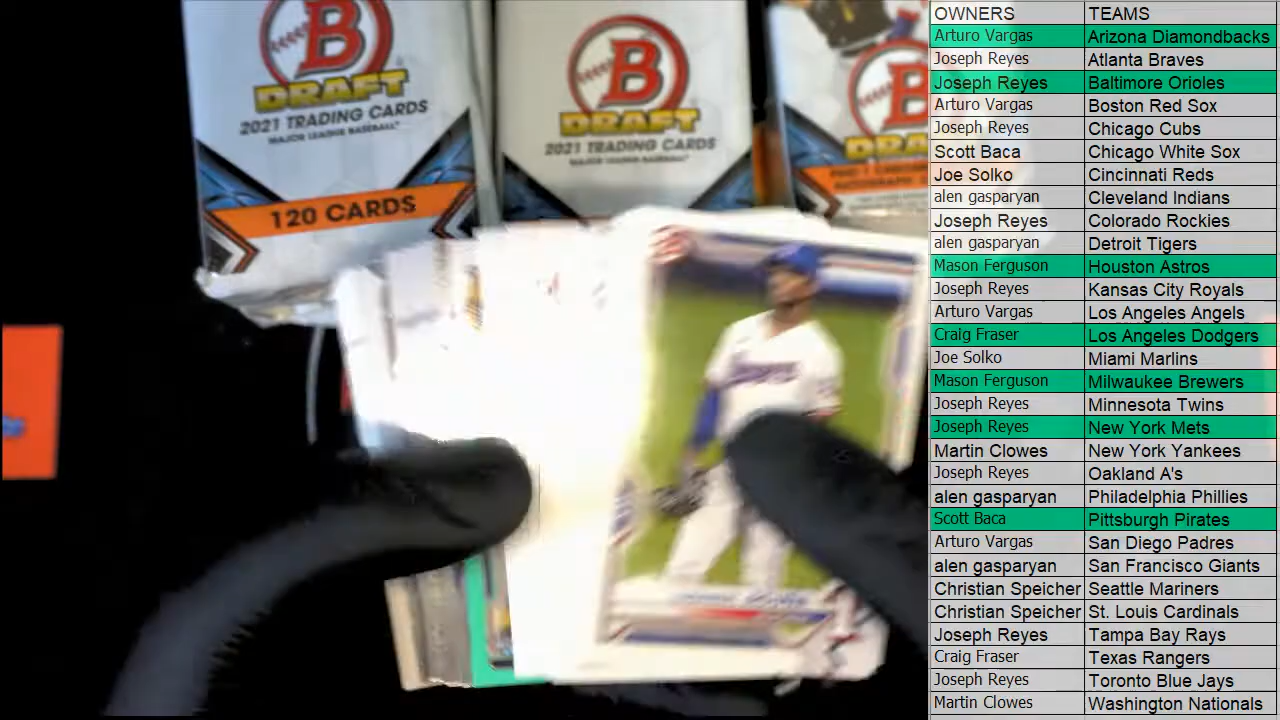 B
DRAFT
2021 TRADING CARDS
MAJOR LEAGUE BASEBALL
120 CARDS
B
DRAFT
2021 TRADING CARDS
MAJOR LEAGUE BASEBALL
B
OWNERS TEAMS
Arturo Vargas Arizona Diamondbacks
Joseph Reyes Atlanta Braves
Joseph Reyes Baltimore Orioles
Arturo Vargas Boston Red Sox
Joseph Reyes Chicago Cubs
Scott Baca Chicago White Sox
Joe Solko Cincinnati Reds
alen gasparyan Cleveland Indians
Joseph Reyes Colorado Rockies
alen gasparyan Detroit Tigers
Mason Ferguson Houston Astros
Joseph Reyes Kansas City Royals
Arturo Vargas Los Angeles Angels
Craig Fraser Los Angeles Dodgers
Joe Solko Miami Marlins
Mason Ferguson Milwaukee Brewers
Joseph Reyes Minnesota Twins
Joseph Reyes New York Mets
Martin Clowes New York Yankees
Joseph Reyes Oakland A's
alen gasparyan Philadelphia Phillies
Scott Baca Pittsburgh Pirates
Arturo Vargas San Diego Padres
alen gasparyan San Francisco Giants
Christian Speicher Seattle Mariners
Christian Speicher St. Louis Cardinals
Joseph Reyes Tampa Bay Rays
Craig Fraser Texas Rangers
Joseph Reyes Toronto Blue Jays
Martin Clowes Washington Nationals